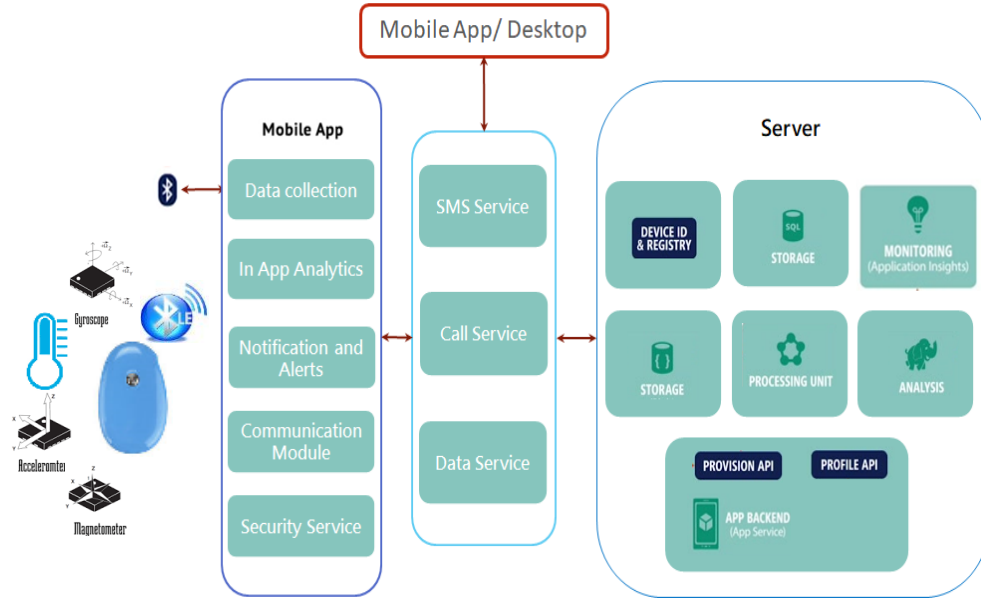 Mobile App/ Desktop
Mobile App
Data collection
In App Analytics
Notification and
Alerts
Communication
Module
Security Service
Gyroscope
LE
X
Y
Z
Acceleromter
X
Y
Z
Magnetometer
SMS Service
Call Service
Data Service
Server
DEVICE ID
& REGISTRY
SQL
STORAGE
MONITORING
(Application Insights)
{ }
STORAGE
PROCESSING UNIT
ANALYSIS
PROVISION API
PROFILE API
APP BACKEND
(App Service)